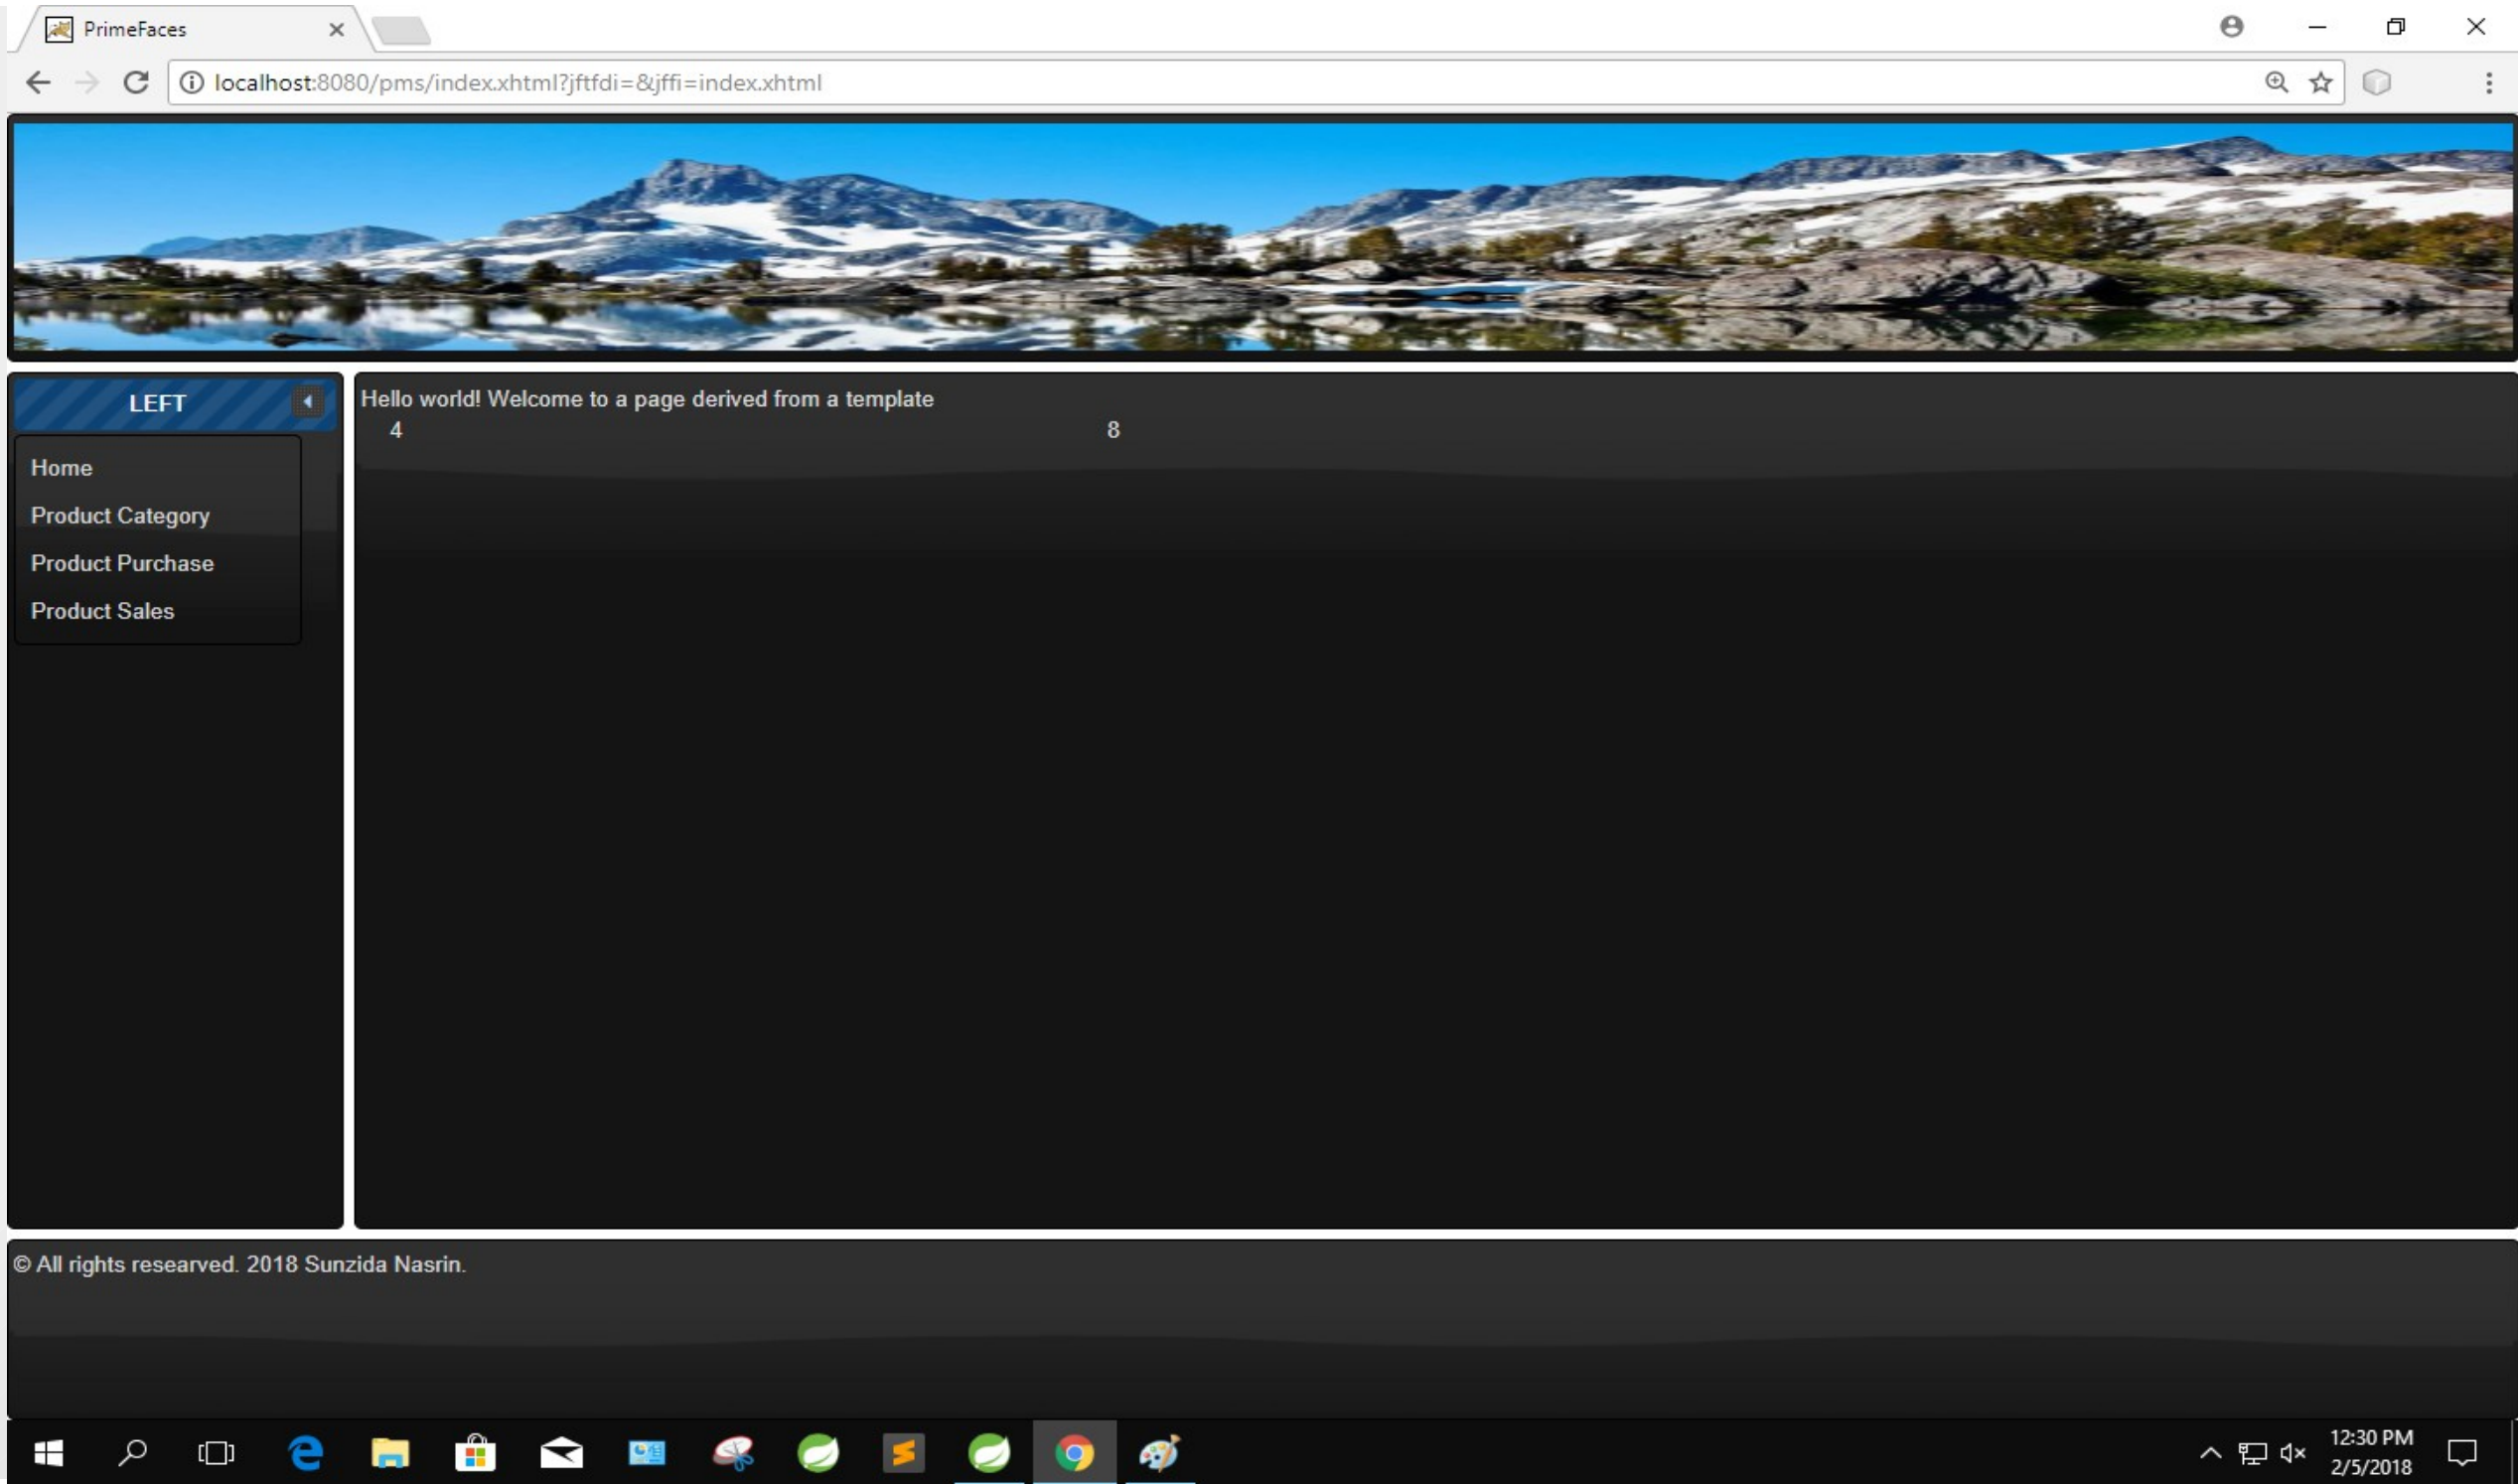 PrimeFaces
localhost:8080/pms/index.xhtml?jftfdi=&jffi=index.xhtml
LEFT
Home
Product Category
Product Purchase
Product Sales
Hello world! Welcome to a page derived from a template
4 8
© All rights researved. 2018 Sunzida Nasrin.
12:30 PM
2/5/2018